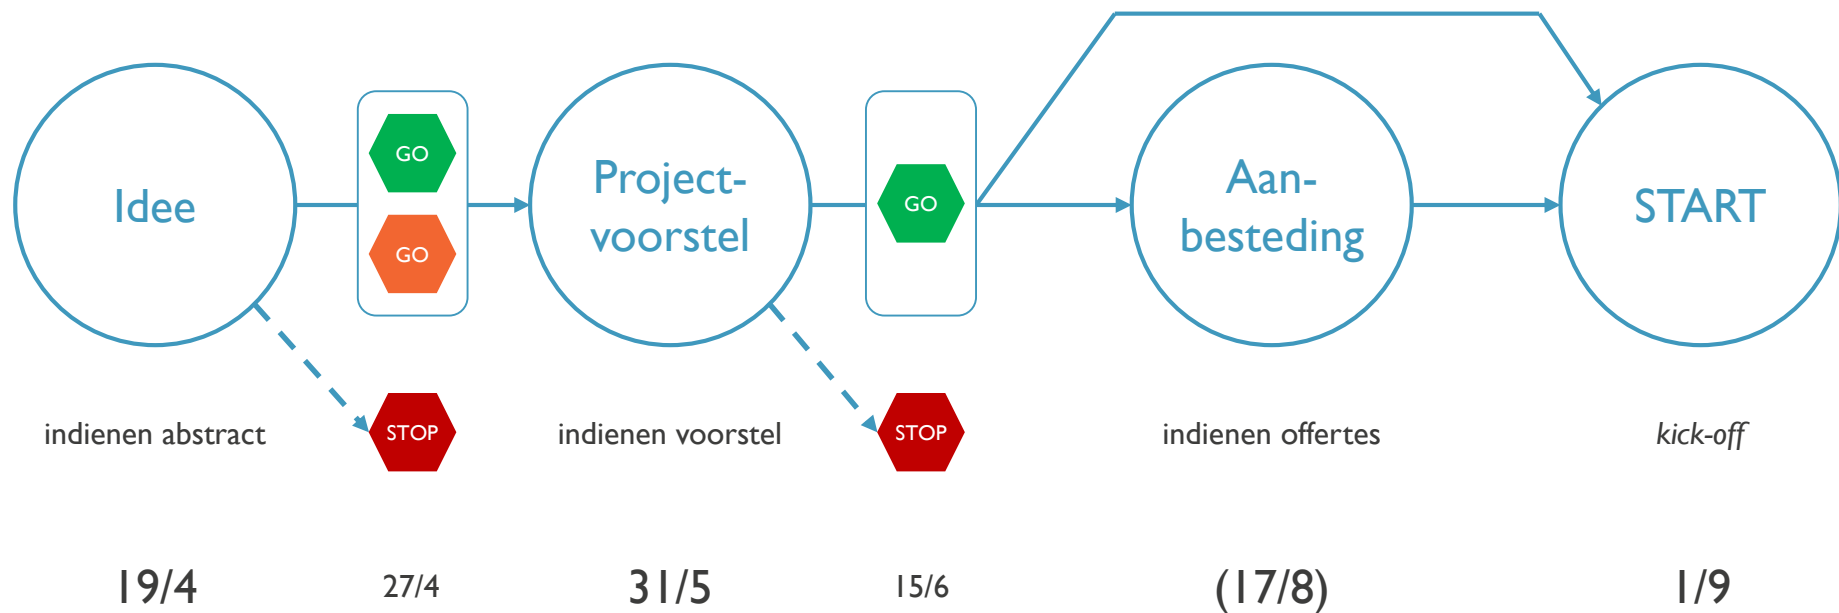 Idee
GO
GO
Project-
voorstel
GO
Aan-
besteding
START
indienen abstract
STOP
indienen voorstel
STOP
indienen offertes
kick-off
19/4
27/4
31/5
15/6
(17/8)
1/9